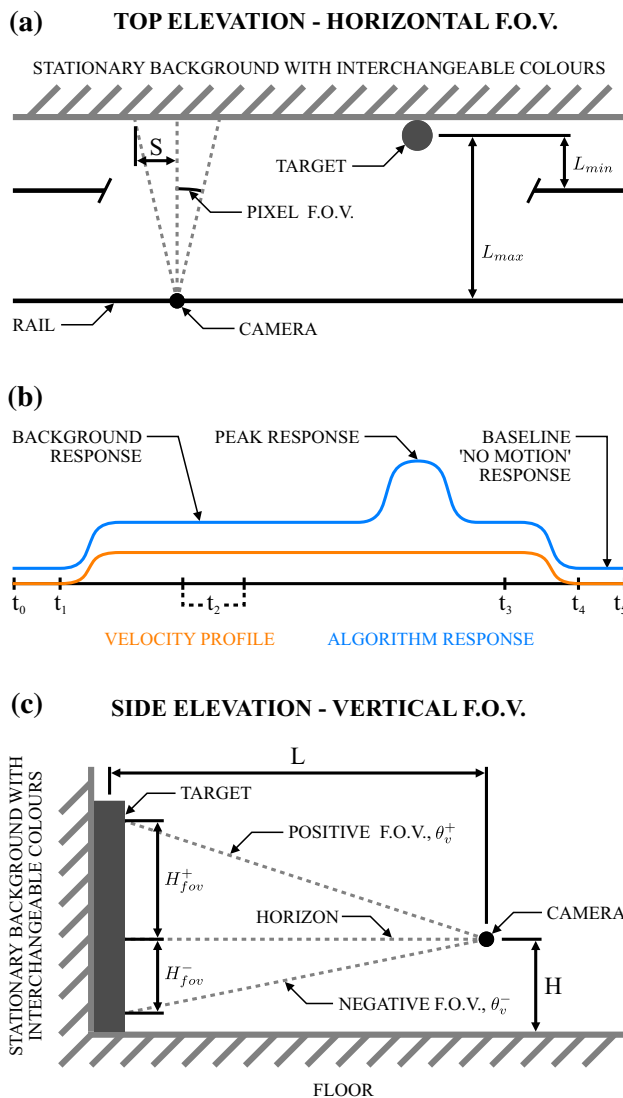 (a) TOP ELEVATION - HORIZONTAL F.O.V.
STATIONARY BACKGROUND WITH INTERCHANGEABLE COLOURS
S
TARGET
L_min
PIXEL F.O.V.
L_max
RAIL
CAMERA
(b)
BACKGROUND
RESPONSE
PEAK RESPONSE
BASELINE
'NO MOTION'
RESPONSE
t_0 t_1 t_2 t_3 t_4 t_5
VELOCITY PROFILE
ALGORITHM RESPONSE
(c) SIDE ELEVATION - VERTICAL F.O.V.
STATIONARY BACKGROUND WITH
INTERCHANGEABLE COLOURS
L
TARGET
POSITIVE F.O.V., θ_v^+
H_fov^+
HORIZON
CAMERA
H_fov^-
H
NEGATIVE F.O.V., θ_v^-
FLOOR